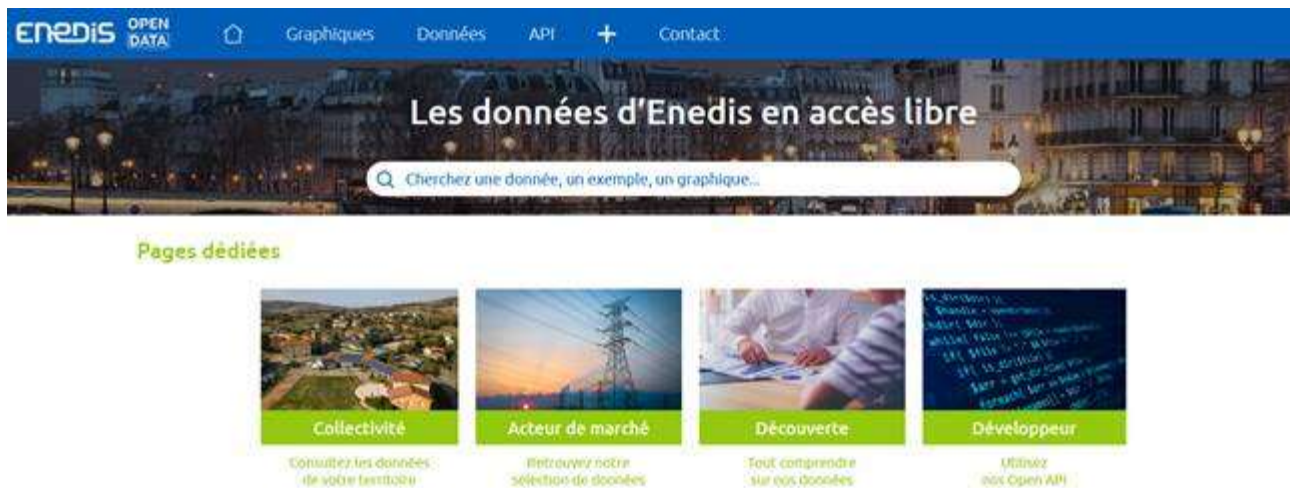 ENEDIS OPEN DATA
Graphiques Données API + Contact
Les données d'Enedis en accès libre
Cherchez une donnée, un exemple, un graphique...
Pages dédiées
Collectivité
Consultez les données
de votre territoire
Acteur de marché
Retrouvez notre
sélection de données
Découverte
Tout comprendre
sur nos données
Développeur
Utilisez
nos Open API